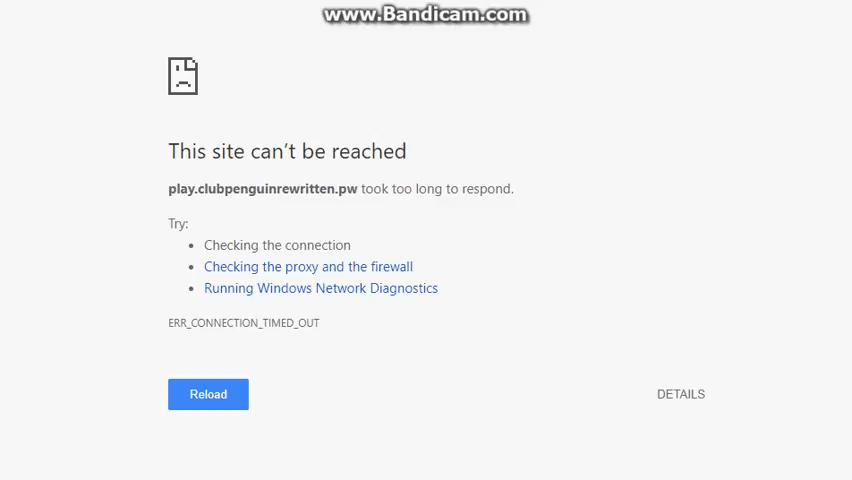 www.Bandicam.com
This site can’t be reached
play.clubpenguinrewritten.pw took too long to respond.
Try:
• Checking the connection
• Checking the proxy and the firewall
• Running Windows Network Diagnostics
ERR_CONNECTION_TIMED_OUT
Reload DETAILS